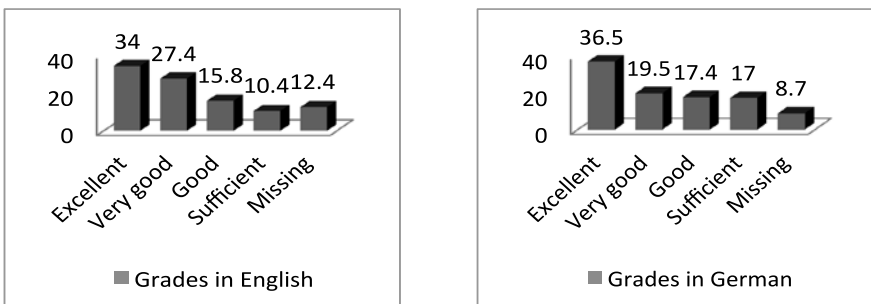 40
20
0
34
27.4
15.8
10.4
12.4
Excellent
Very good
Good
Sufficient
Missing
Grades in English
40
20
0
36.5
19.5
17.4
17
8.7
Excellent
Very good
Good
Sufficient
Missing
Grades in German